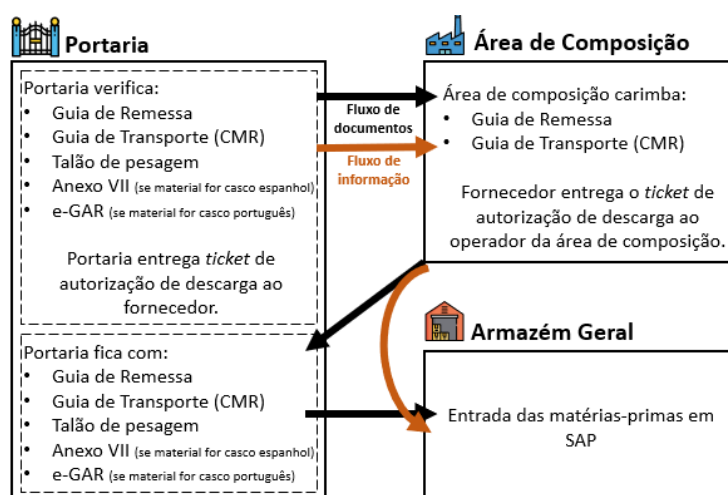 Portaria
Portaria verifica:
• Guia de Remessa
• Guia de Transporte (CMR)
• Talão de pesagem
• Anexo VII (se material for casco espanhol)
• e-GAR (se material for casco português)
Portaria entrega ticket de
autorização de descarga ao
fornecedor.
Portaria fica com:
• Guia de Remessa
• Guia de Transporte (CMR)
• Talão de pesagem
• Anexo VII (se material for casco espanhol)
• e-GAR (se material for casco português)
Fluxo de
documentos
Fluxo de
informação
Área de Composição
Área de composição carimba:
• Guia de Remessa
• Guia de Transporte (CMR)
Fornecedor entrega o ticket de
autorização de descarga ao
operador da área de composição.
Armazém Geral
Entrada das matérias-primas em
SAP